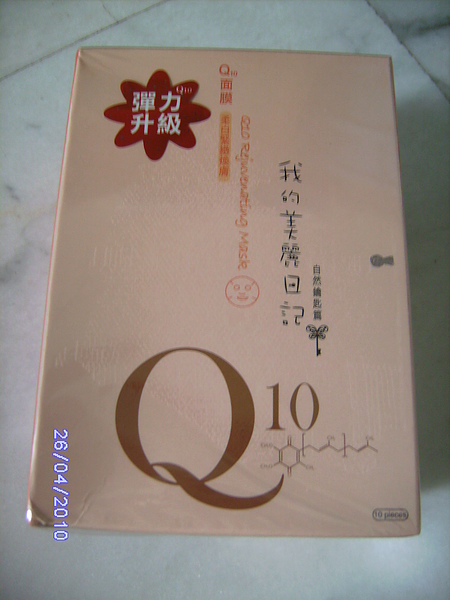 Q10
彈力
升級
Q10面膜
Q10 Rejuvenating Mask
我的美麗日記
自然鑰匙篇
Q10
10 pieces
26/04/2010